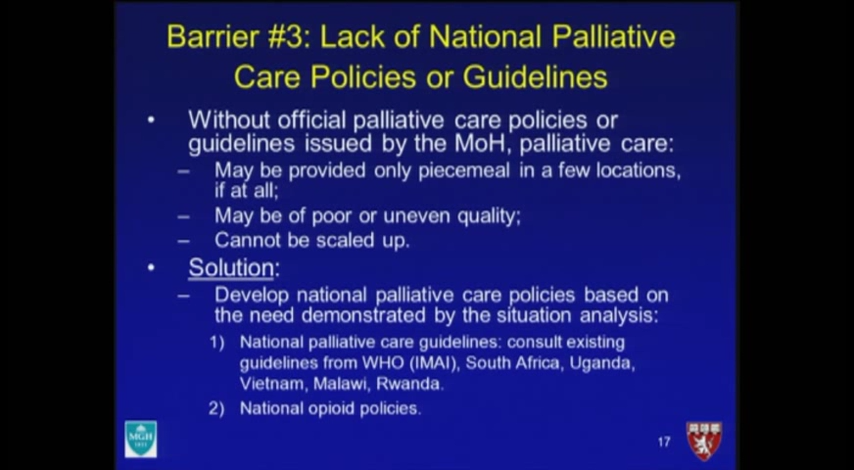 Barrier #3: Lack of National Palliative
Care Policies or Guidelines
• Without official palliative care policies or
guidelines issued by the MoH, palliative care:
– May be provided only piecemeal in a few locations,
if at all;
– May be of poor or uneven quality;
– Cannot be scaled up.
• Solution:
– Develop national palliative care policies based on
the need demonstrated by the situation analysis:
1) National palliative care guidelines: consult existing
guidelines from WHO (IMAI), South Africa, Uganda,
Vietnam, Malawi, Rwanda.
2) National opioid policies.
MGH
1811
17